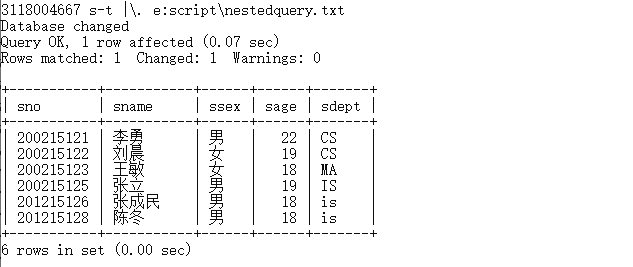 3118004667 s-t |\. e:script\nestedquery.txt
Database changed
Query OK, 1 row affected (0.07 sec)
Rows matched: 1  Changed: 1  Warnings: 0

+-----------+--------+------+------+-------+
| sno       | sname  | ssex | sage | sdept |
+-----------+--------+------+------+-------+
| 200215121 | 李勇   | 男   |   22 | CS    |
| 200215122 | 刘晨   | 女   |   19 | CS    |
| 200215123 | 王敏   | 女   |   18 | MA    |
| 200215125 | 张立   | 男   |   19 | IS    |
| 201215126 | 张成民 | 男   |   18 | is    |
| 201215128 | 陈冬   | 男   |   18 | is    |
+-----------+--------+------+------+-------+
6 rows in set (0.00 sec)